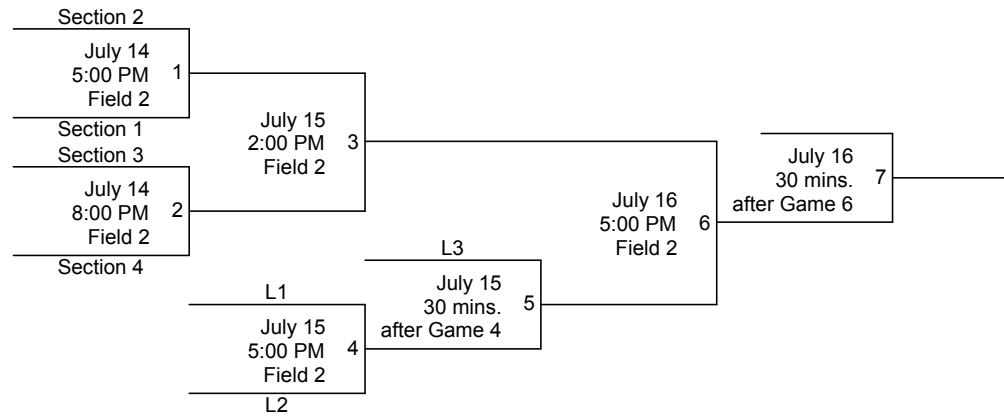 Section 2
July 14
5:00 PM
Field 2
1
Section 1
Section 3
July 14
8:00 PM
Field 2
2
Section 4
July 15
2:00 PM
Field 2
3
L1
July 15
5:00 PM
Field 2
4
L2
L3
July 15
30 mins.
after Game 4
5
July 16
5:00 PM
Field 2
6
July 16
30 mins.
after Game 6
7